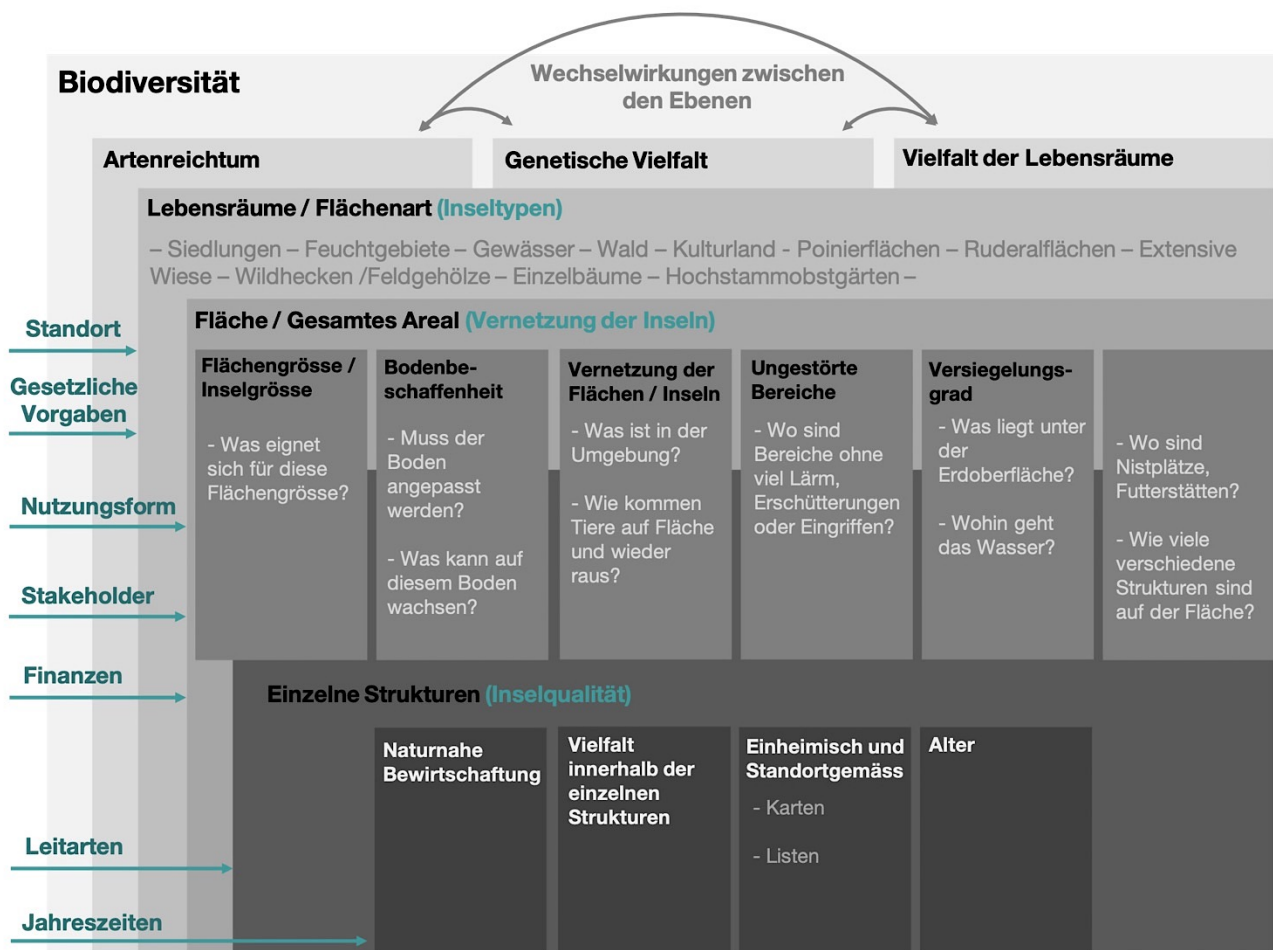 Wechselwirkungen zwischen
den Ebenen
Biodiversität
Artenreichtum
Genetische Vielfalt
Vielfalt der Lebensräume
Lebensräume / Flächenart (Inseltypen)
– Siedlungen – Feuchtgebiete – Gewässer – Wald – Kulturland - Poinierflächen – Ruderalflächen – Extensive
Wiese – Wildhecken /Feldgehölze – Einzelbäume – Hochstammobstgärten –
Fläche / Gesamtes Areal (Vernetzung der Inseln)
Standort
Gesetzliche
Vorgaben
Nutzungsform
Stakeholder
Finanzen
Leitarten
Jahreszeiten
Flächengrösse /
Inselgrösse
- Was eignet
sich für diese
Flächengrösse?
Bodenbe-
schaffenheit
- Muss der
Boden
angepasst
werden?
- Was kann auf
diesem Boden
wachsen?
Vernetzung der
Flächen / Inseln
- Was ist in der
Umgebung?
- Wie kommen
Tiere auf Fläche
und wieder
raus?
Ungestörte
Bereiche
- Wo sind
Bereiche ohne
viel Lärm,
Erschütterungen
oder Eingriffen?
Versiegelungs-
grad
- Was liegt unter
der
Erdoberfläche?
- Wohin geht
das Wasser?
- Wo sind
Nistplätze,
Futterstätten?
- Wie viele
verschiedene
Strukturen sind
auf der Fläche?
Einzelne Strukturen (Inselqualität)
Naturnahe
Bewirtschaftung
Vielfalt
innerhalb der
einzelnen
Strukturen
Einheimisch und
Standortgemäss
- Karten
- Listen
Alter